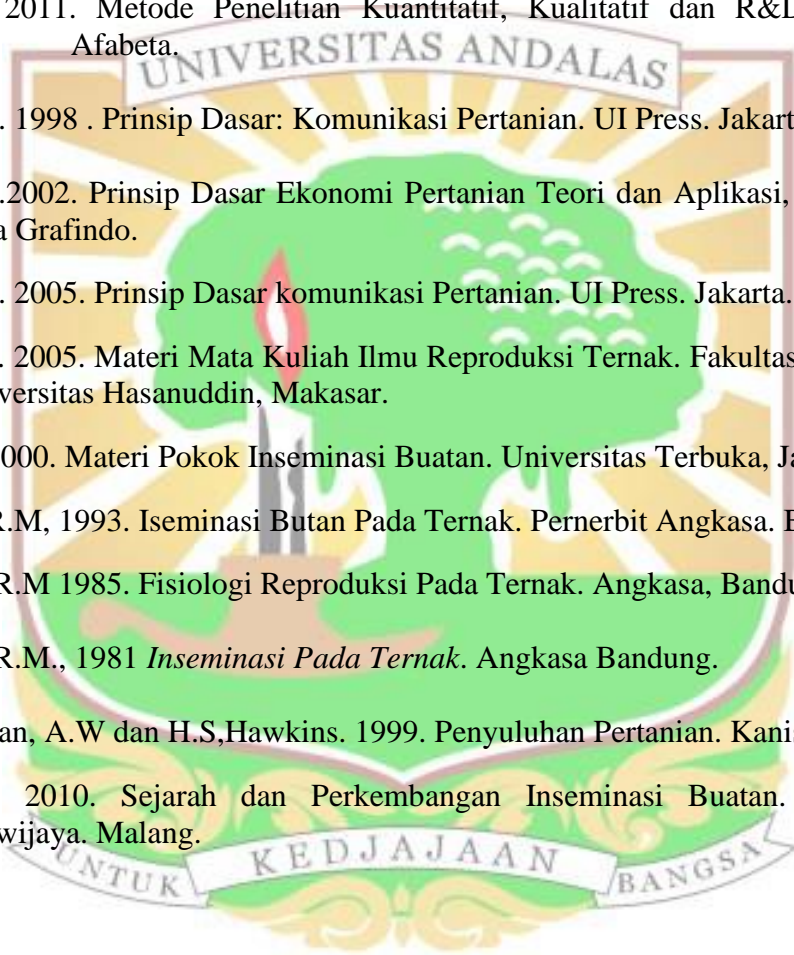 2011. Metode Penelitian Kuantitatif, Kualitatif dan R&D
Afabeta.
UNIVERSITAS ANDALAS
. 1998 . Prinsip Dasar: Komunikasi Pertanian. UI Press. Jakart
.2002. Prinsip Dasar Ekonomi Pertanian Teori dan Aplikasi,
a Grafindo.
. 2005. Prinsip Dasar komunikasi Pertanian. UI Press. Jakarta.
. 2005. Materi Mata Kuliah Ilmu Reproduksi Ternak. Fakultas
versitas Hasanuddin, Makasar.
000. Materi Pokok Inseminasi Buatan. Universitas Terbuka, Ja
R.M, 1993. Iseminasi Butan Pada Ternak. Pernerbit Angkasa. B
R.M 1985. Fisiologi Reproduksi Pada Ternak. Angkasa, Bandu
R.M., 1981 Inseminasi Pada Ternak. Angkasa Bandung.
an, A.W dan H.S,Hawkins. 1999. Penyuluhan Pertanian. Kanis
2010. Sejarah dan Perkembangan Inseminasi Buatan.
wijaya. Malang.
UNTUK KEDJAJAAN BANGSA